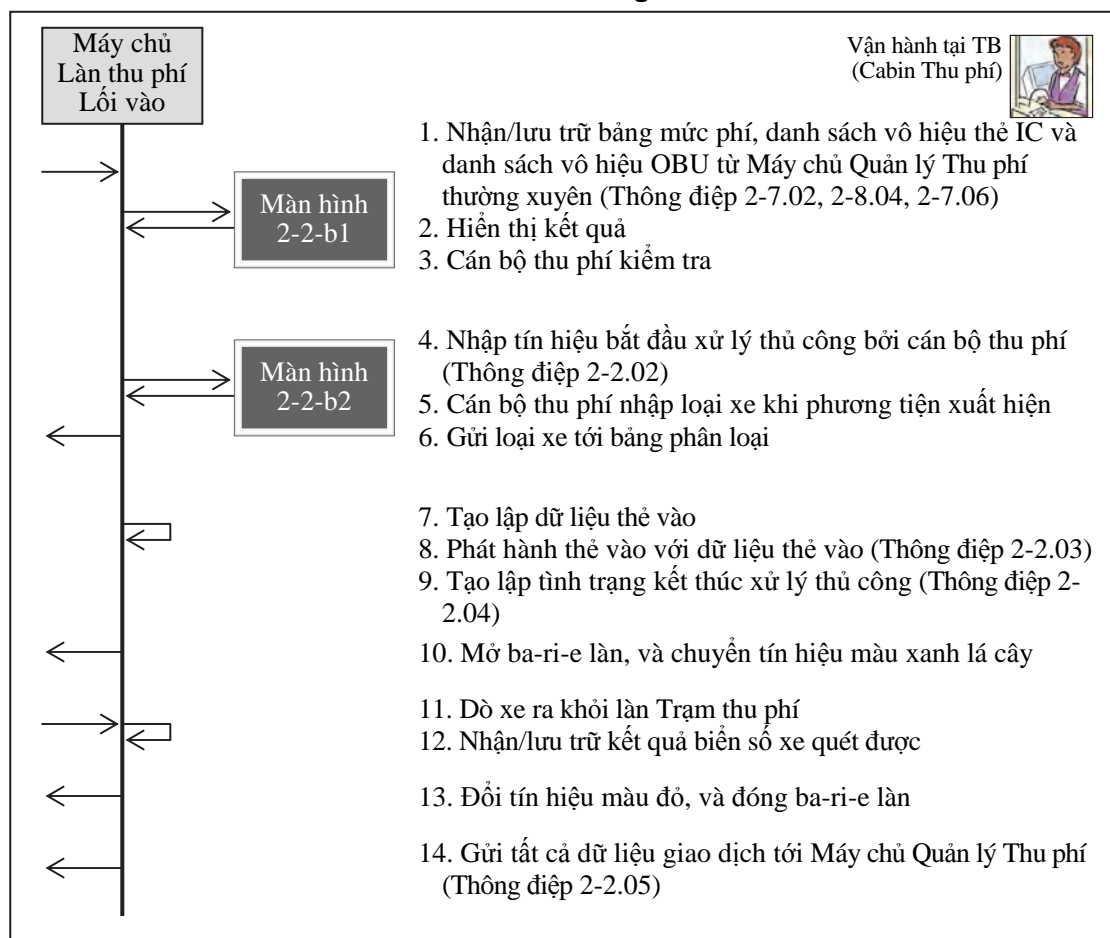 Máy chủ
Làn thu phí
Lối vào
Vận hành tại TB
(Cabin Thu phí)
1. Nhận/lưu trữ bảng mức phí, danh sách vô hiệu thẻ IC và
danh sách vô hiệu OBU từ Máy chủ Quản lý Thu phí
thường xuyên (Thông điệp 2-7.02, 2-8.04, 2-7.06)
Màn hình
2-2-b1
2. Hiển thị kết quả
3. Cán bộ thu phí kiểm tra
4. Nhập tín hiệu bắt đầu xử lý thủ công bởi cán bộ thu phí
(Thông điệp 2-2.02)
Màn hình
2-2-b2
5. Cán bộ thu phí nhập loại xe khi phương tiện xuất hiện
6. Gửi loại xe tới bảng phân loại
7. Tạo lập dữ liệu thẻ vào
8. Phát hành thẻ vào với dữ liệu thẻ vào (Thông điệp 2-2.03)
9. Tạo lập tình trạng kết thúc xử lý thủ công (Thông điệp 2-
2.04)
10. Mở ba-ri-e làn, và chuyển tín hiệu màu xanh lá cây
11. Dò xe ra khỏi làn Trạm thu phí
12. Nhận/lưu trữ kết quả biển số xe quét được
13. Đổi tín hiệu màu đỏ, và đóng ba-ri-e làn
14. Gửi tất cả dữ liệu giao dịch tới Máy chủ Quản lý Thu phí
(Thông điệp 2-2.05)